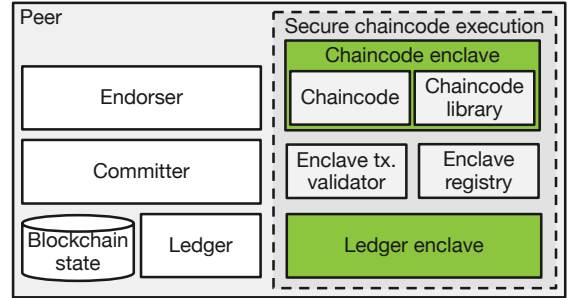 Peer
Secure chaincode execution
Chaincode enclave
Chaincode
Chaincode
library
Endorser
Committer
Enclave tx.
validator
Enclave
registry
Blockchain
state
Ledger
Ledger enclave